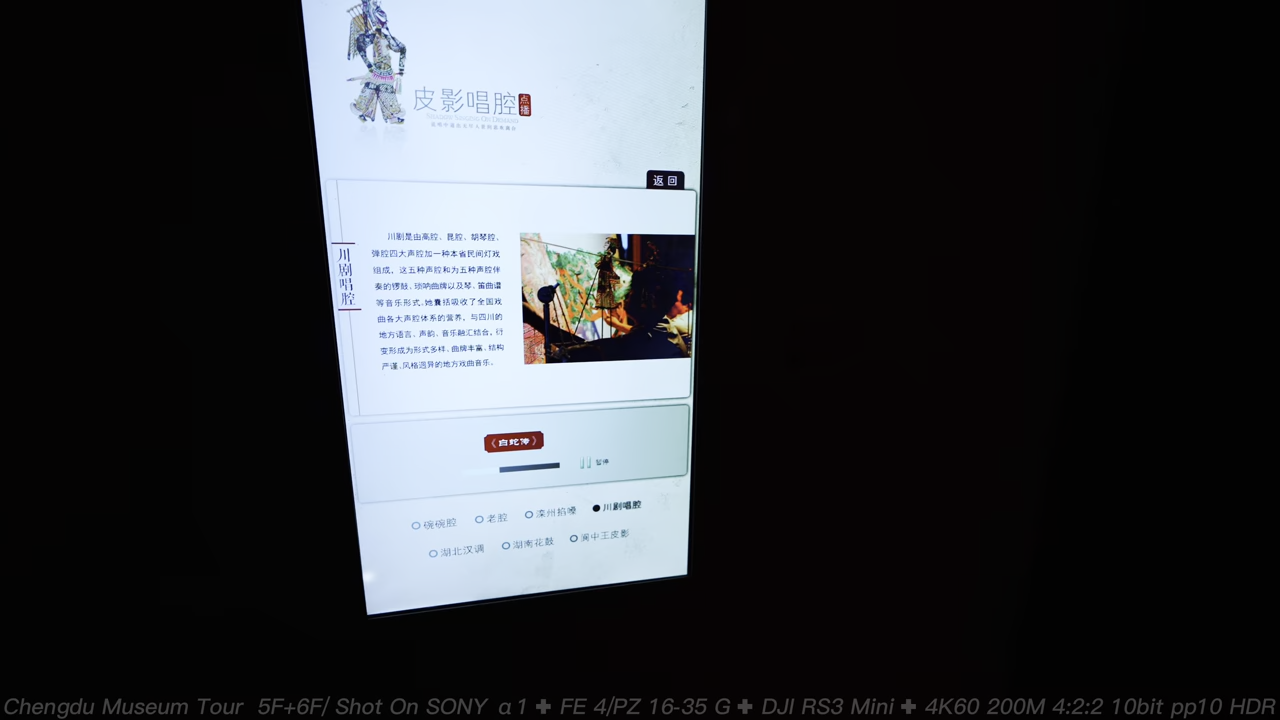 皮影唱腔
点播
返回
川剧唱腔
川剧是由高腔、昆腔、胡琴腔、
弹腔四大声腔加一种本省民间灯戏
组成，这五种声腔和为五种声腔伴
奏的锣鼓、琐呐曲牌以及琴、笛曲谱
等音乐形式.她囊括吸收了全国戏
曲各大声腔体系的营养，与四川的
地方语言、声韵、音乐融汇结合，衍
变形成为形式多样、曲牌丰富、结构
严谨、风格迥异的地方戏曲音乐。
《白蛇传》
暂停
碗碗腔
老腔
滦州掐嗓
川剧唱腔
湖北汉调
湖南花鼓
阆中王皮影
Chengdu Museum Tour 5F+6F/ Shot On SONY α1 ✚ FE 4/PZ 16-35 G ✚ DJI RS3 Mini ✚ 4K60 200M 4:2:2 10bit pp10 HDR